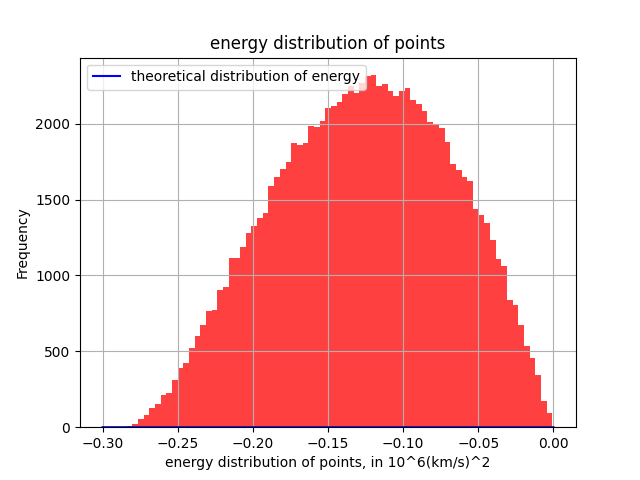 energy distribution of points
theoretical distribution of energy
Frequency
2000
1500
1000
500
0
−0.30 −0.25 −0.20 −0.15 −0.10 −0.05 0.00
energy distribution of points, in 10^6(km/s)^2